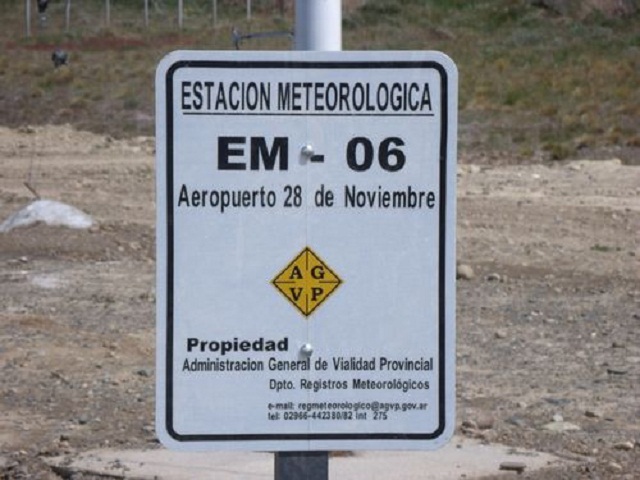 ESTACION METEOROLOGICA
EM - 06
Aeropuerto 28 de Noviembre
A G
V P
Propiedad
Administracion General de Vialidad Provincial
Dpto. Registros Meteorológicos
e-mail: regmeteorologico@agvp.gov.ar
tel: 02966-442380/82 int 275